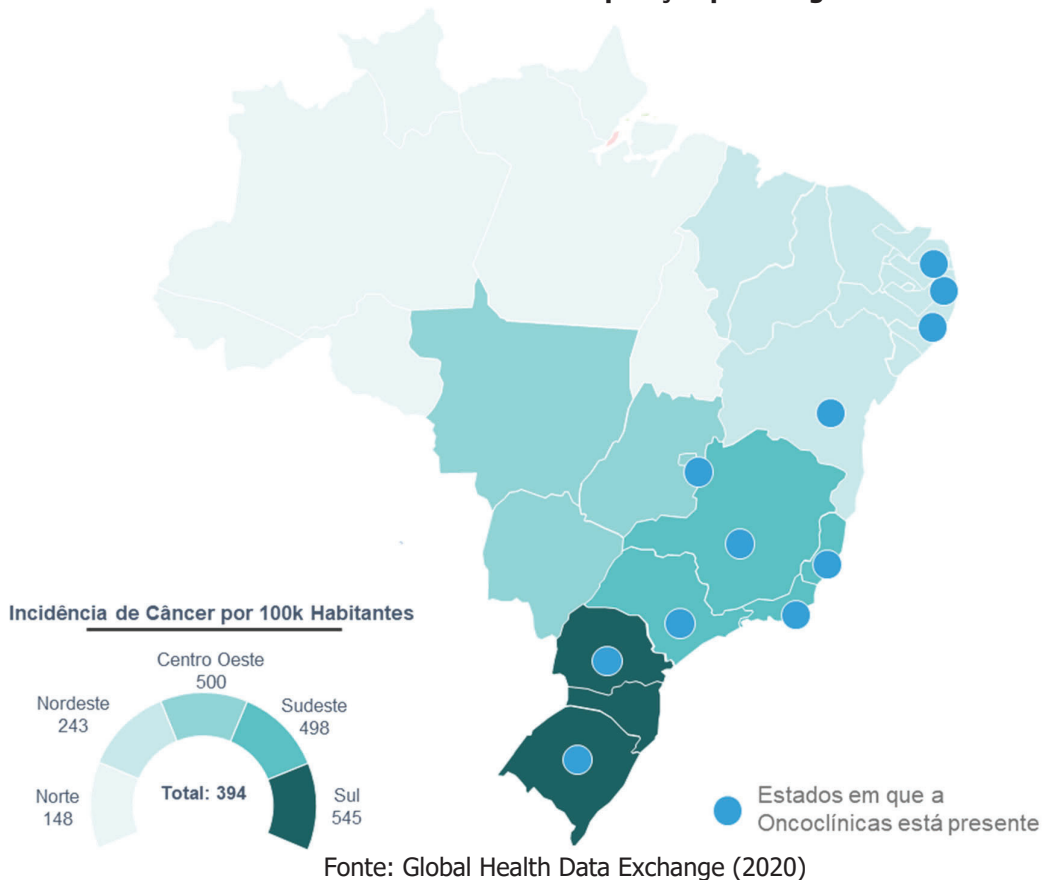 Incidência de Câncer por 100k Habitantes
Centro Oeste
500
Nordeste
243
Sudeste
498
Norte
148
Total: 394
Sul
545
Estados em que a
Oncoclínicas está presente
Fonte: Global Health Data Exchange (2020)